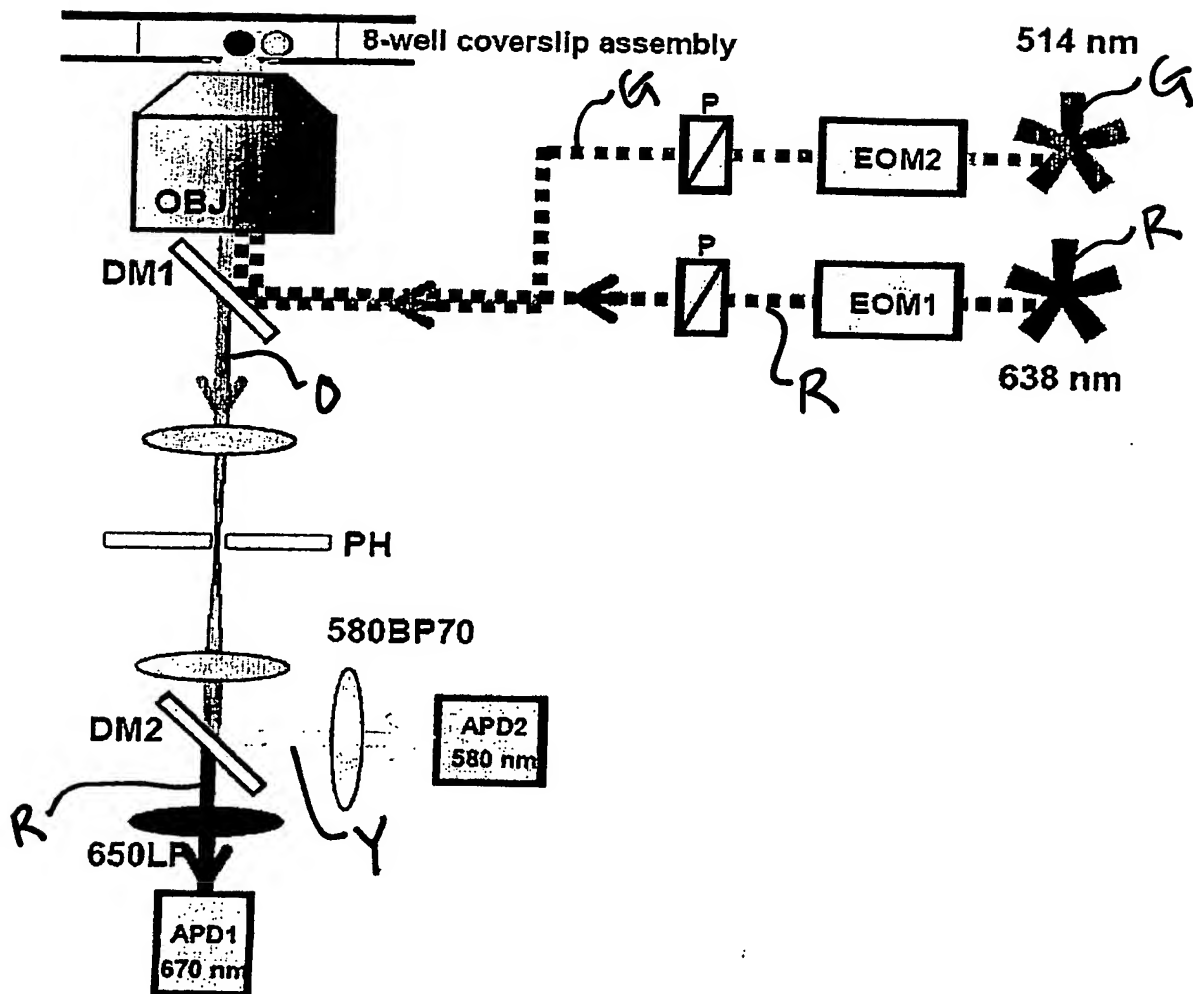 8-well coverslip assembly
514 nm
G
G
P
EOM2
OBJ
R
P
EOM1
DM1
638 nm
R
O
PH
580BP70
DM2
APD2
580 nm
R
Y
650LP
APD1
670 nm